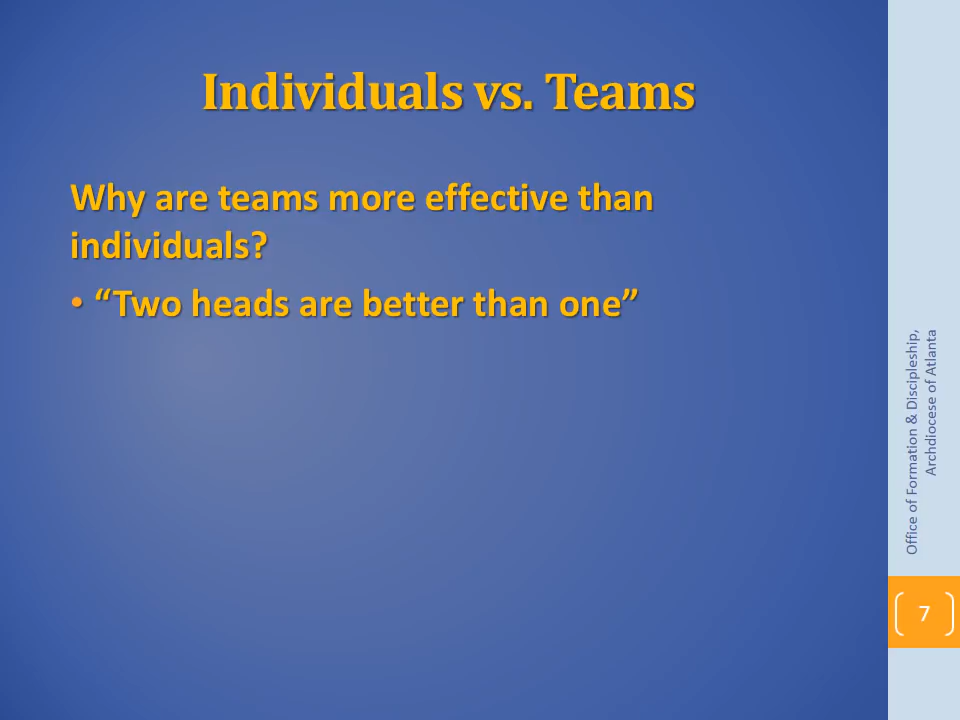 Individuals vs. Teams
Why are teams more effective than
individuals?
• “Two heads are better than one”
Office of Formation & Discipleship,
Archdiocese of Atlanta
7